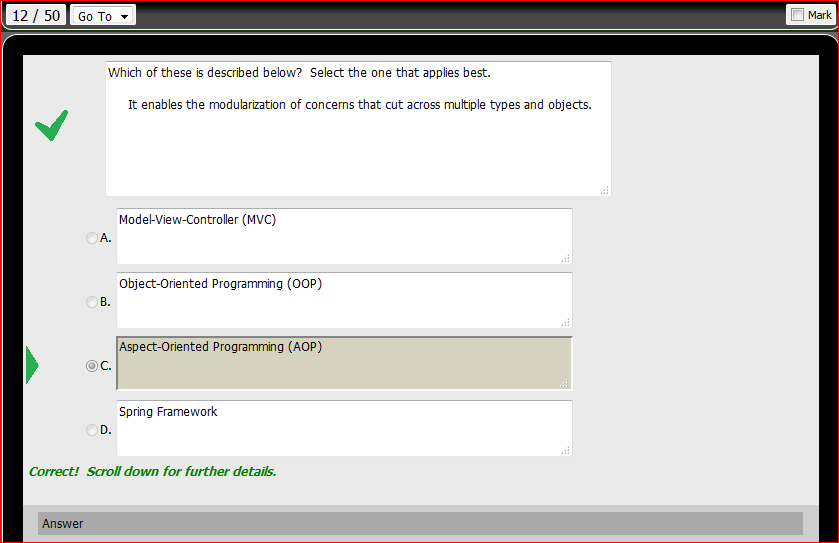 12 / 50 Go To Mark
Which of these is described below?  Select the one that applies best.
It enables the modularization of concerns that cut across multiple types and objects.
A. Model-View-Controller (MVC)
B. Object-Oriented Programming (OOP)
C. Aspect-Oriented Programming (AOP)
D. Spring Framework
Correct!  Scroll down for further details.
Answer